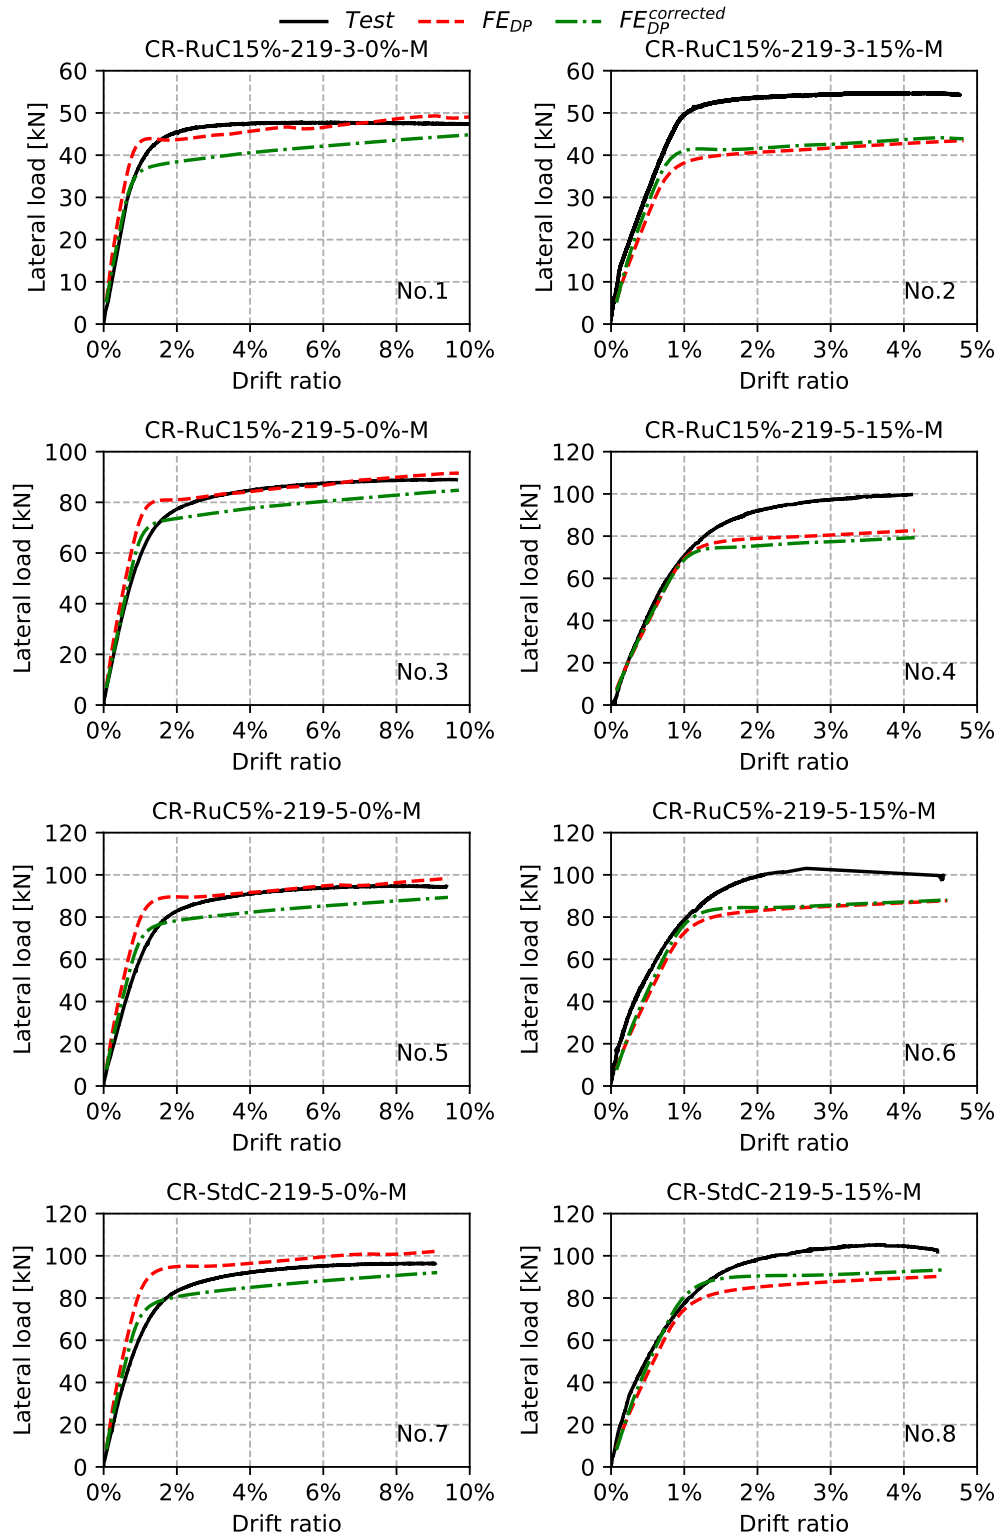 Test FE_DP FE_DP^corrected
CR-RuC15%-219-3-0%-M
60
50
40
30
20
10
0
Lateral load [kN]
No.1
0% 2% 4% 6% 8% 10%
Drift ratio
CR-RuC15%-219-3-15%-M
60
50
40
30
20
10
0
Lateral load [kN]
No.2
0% 1% 2% 3% 4% 5%
Drift ratio
CR-RuC15%-219-5-0%-M
100
80
60
40
20
0
Lateral load [kN]
No.3
0% 2% 4% 6% 8% 10%
Drift ratio
CR-RuC15%-219-5-15%-M
120
100
80
60
40
20
0
Lateral load [kN]
No.4
0% 1% 2% 3% 4% 5%
Drift ratio
CR-RuC5%-219-5-0%-M
120
100
80
60
40
20
0
Lateral load [kN]
No.5
0% 2% 4% 6% 8% 10%
Drift ratio
CR-RuC5%-219-5-15%-M
120
100
80
60
40
20
0
Lateral load [kN]
No.6
0% 1% 2% 3% 4% 5%
Drift ratio
CR-StdC-219-5-0%-M
120
100
80
60
40
20
0
Lateral load [kN]
No.7
0% 2% 4% 6% 8% 10%
Drift ratio
CR-StdC-219-5-15%-M
120
100
80
60
40
20
0
Lateral load [kN]
No.8
0% 1% 2% 3% 4% 5%
Drift ratio